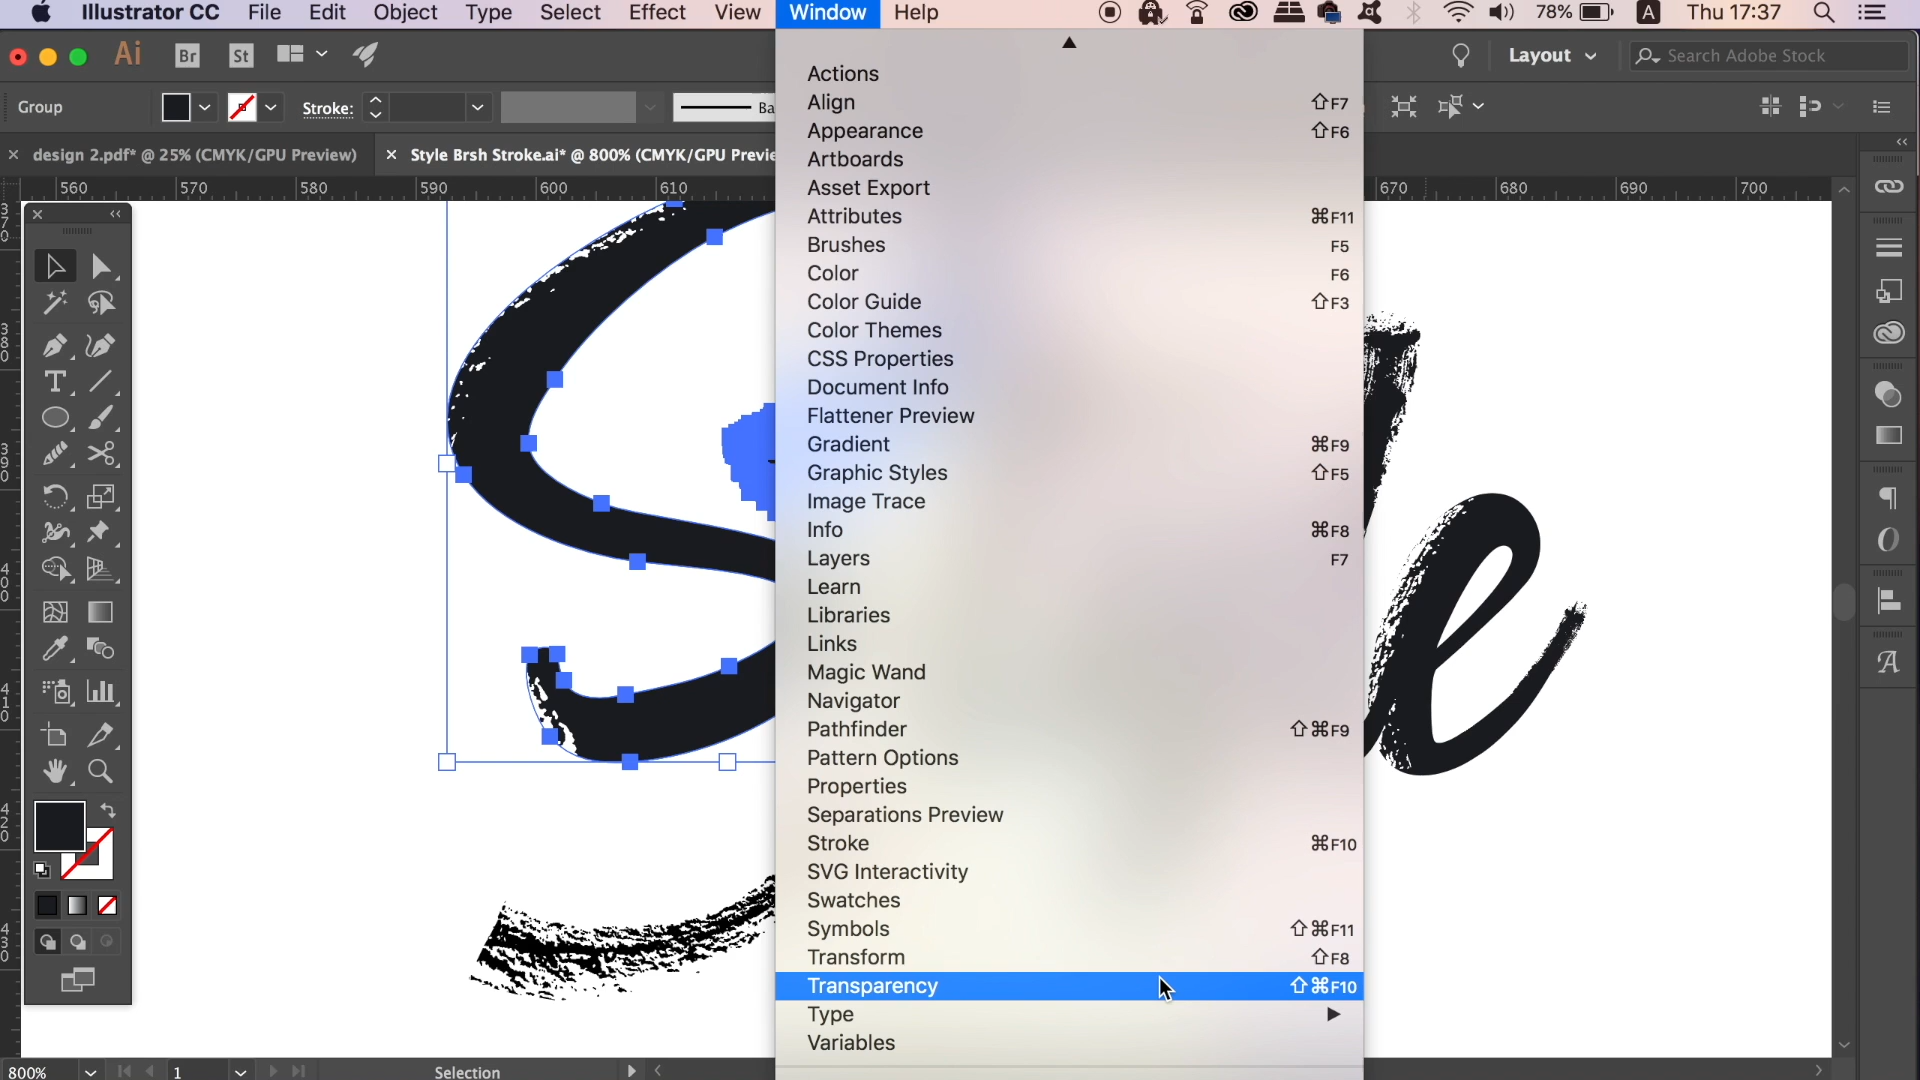 Illustrator CC File Edit Object Type Select Effect View Window Help 78% A Thu 17:37
Ai Br St Layout Search Adobe Stock
Group Stroke: Ba
design 2.pdf* @ 25% (CMYK/GPU Preview) Style Brsh Stroke.ai* @ 800% (CMYK/GPU Previe
560 570 580 590 600 610 670 680 690 700
Actions
Align ⇧F7
Appearance ⇧F6
Artboards
Asset Export
Attributes ⌘F11
Brushes F5
Color F6
Color Guide ⇧F3
Color Themes
CSS Properties
Document Info
Flattener Preview
Gradient ⌘F9
Graphic Styles ⇧F5
Image Trace
Info ⌘F8
Layers F7
Learn
Libraries
Links
Magic Wand
Navigator
Pathfinder ⇧⌘F9
Pattern Options
Properties
Separations Preview
Stroke ⌘F10
SVG Interactivity
Swatches
Symbols ⇧⌘F11
Transform ⇧F8
Transparency ⇧⌘F10
Type
Variables
800% 1 Selection